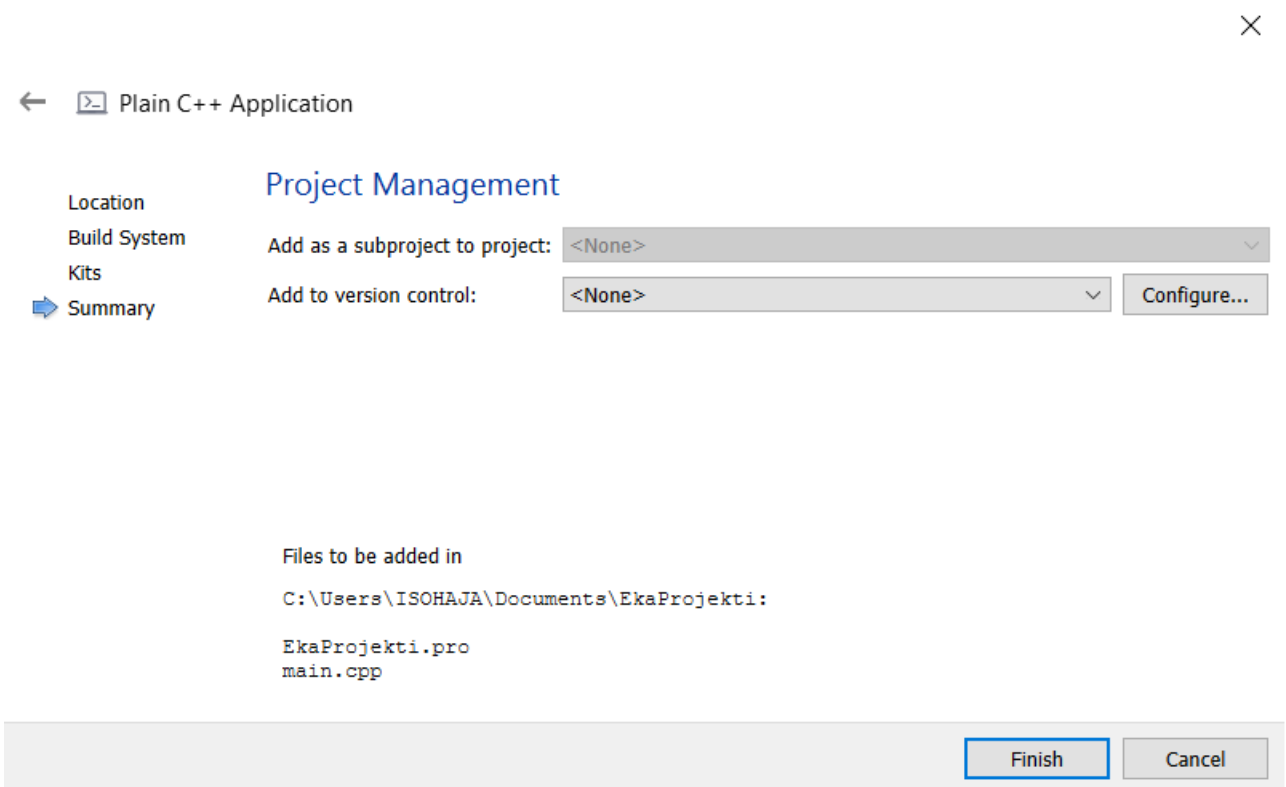 Plain C++ Application
Location
Build System
Kits
Summary
Project Management
Add as a subproject to project: <None>
Add to version control: <None> Configure...
Files to be added in
C:\Users\ISOHAJA\Documents\EkaProjekti:
EkaProjekti.pro
main.cpp
Finish Cancel